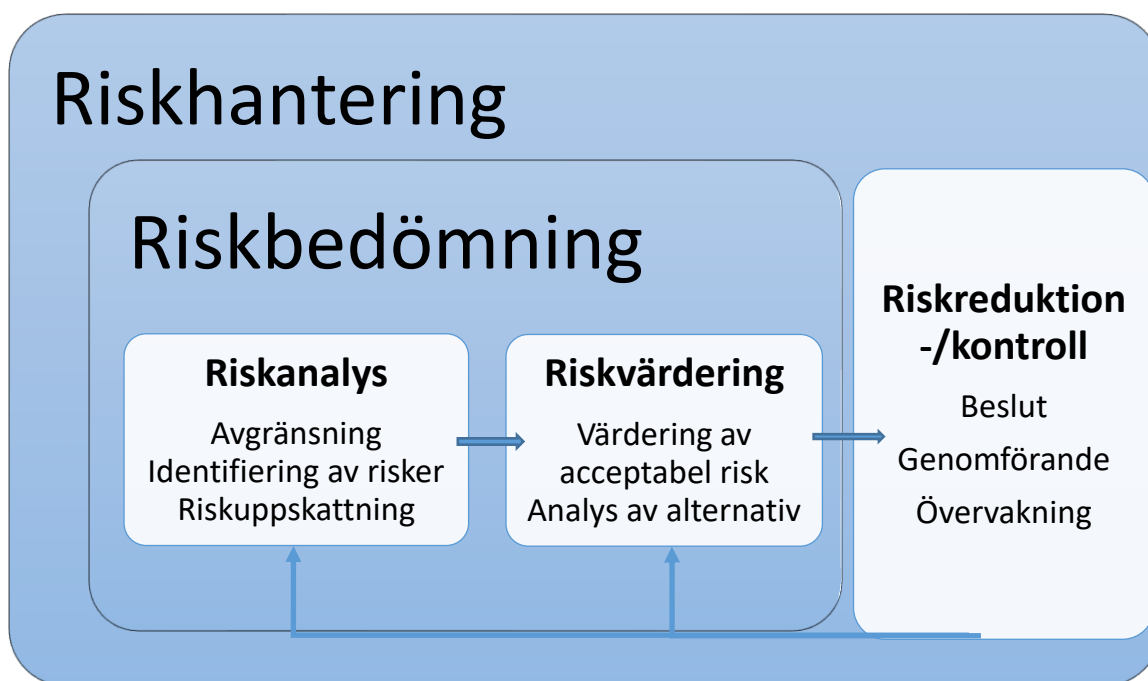 Riskhantering
Riskbedömning
Riskanalys
Avgränsning
Identifiering av risker
Riskuppskattning
Riskvärdering
Värdering av
acceptabel risk
Analys av alternativ
Riskreduktion
-/kontroll
Beslut
Genomförande
Övervakning